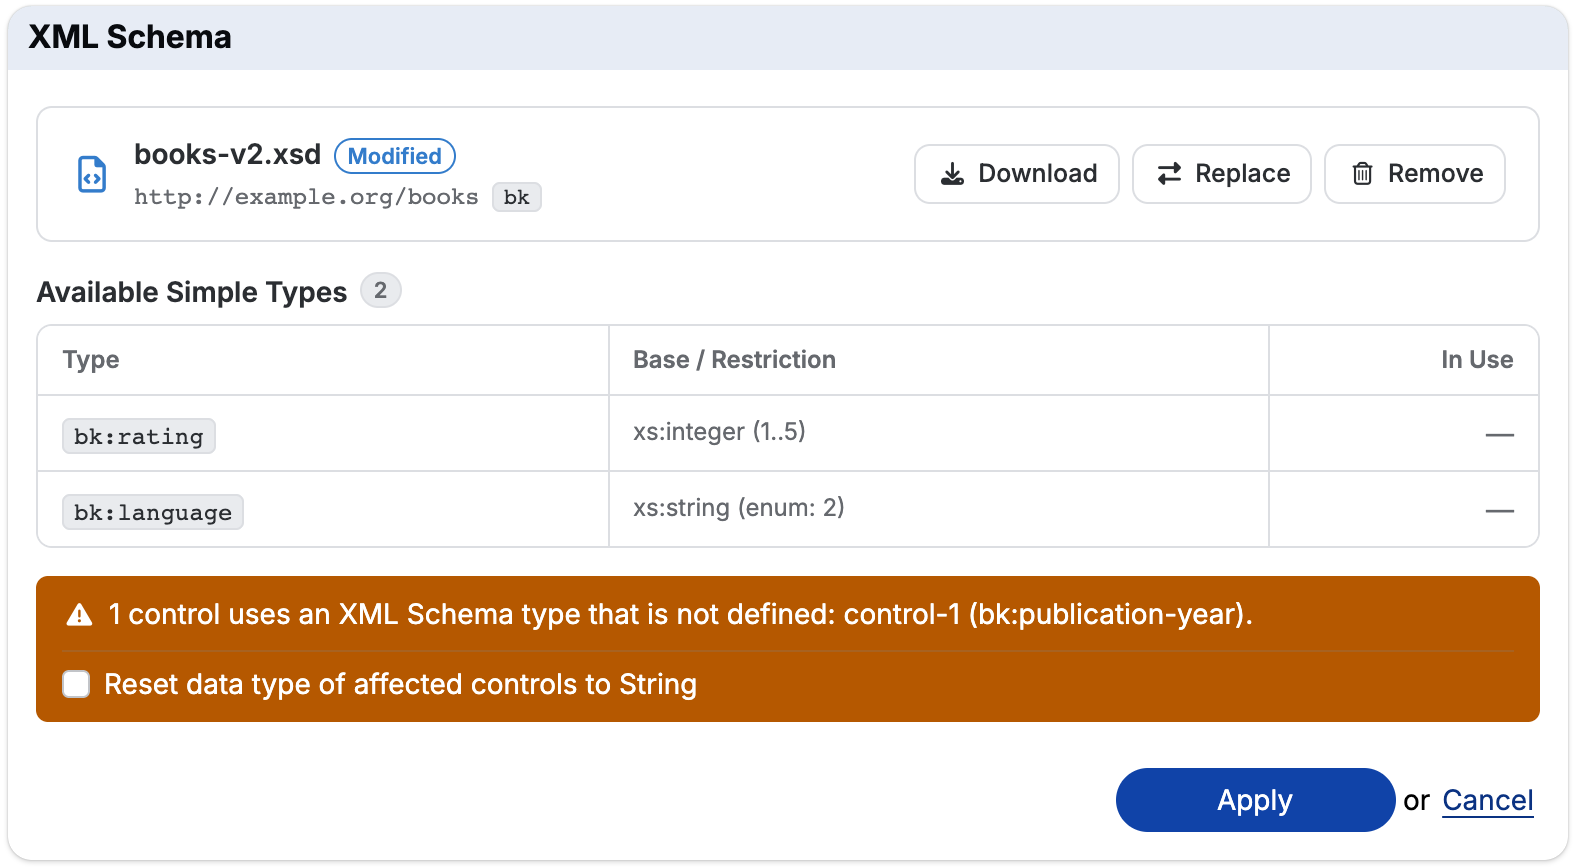 XML Schema
books-v2.xsd Modified
http://example.org/books bk
Download Replace Remove
Available Simple Types 2
Type Base / Restriction In Use
bk:rating xs:integer (1..5) —
bk:language xs:string (enum: 2) —
1 control uses an XML Schema type that is not defined: control-1 (bk:publication-year).
Reset data type of affected controls to String
Apply or Cancel